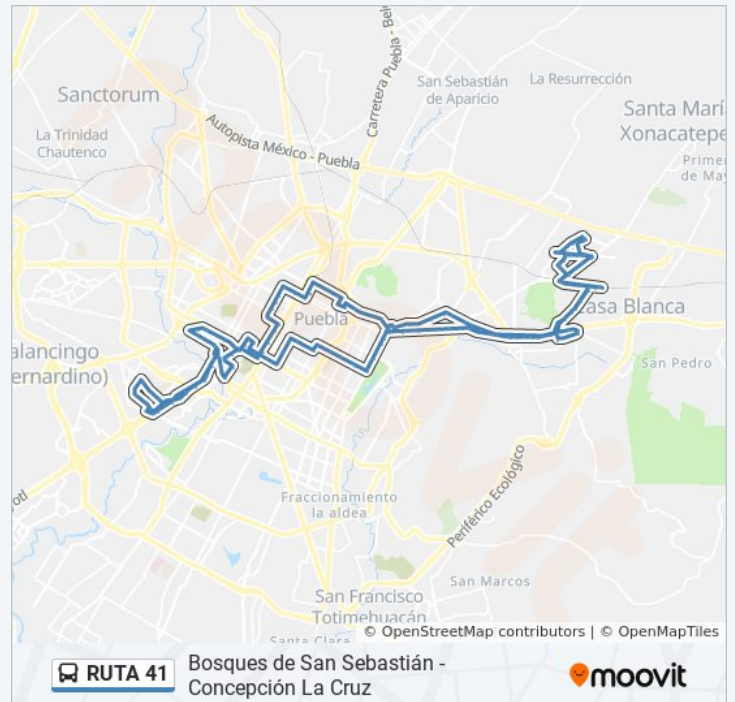 Carretera Puebla - Bel
San Sebastián
de Aparicio
La Resurrección
Sanctorum
Santa Marí
Xonacatepe
La Trinidad
Chautenco
Autopista México - Puebla
Primer
de May
Puebla
Casa Blanca
alancingo
ernardino)
San Pedro
Periférico Ecológico
otl
Fraccionamiento
la aldea
San Marcos
San Francisco
Totimehuacán
Santa Clara
© OpenStreetMap contributors | © OpenMapTiles
RUTA 41
Bosques de San Sebastián -
Concepción La Cruz
moovit